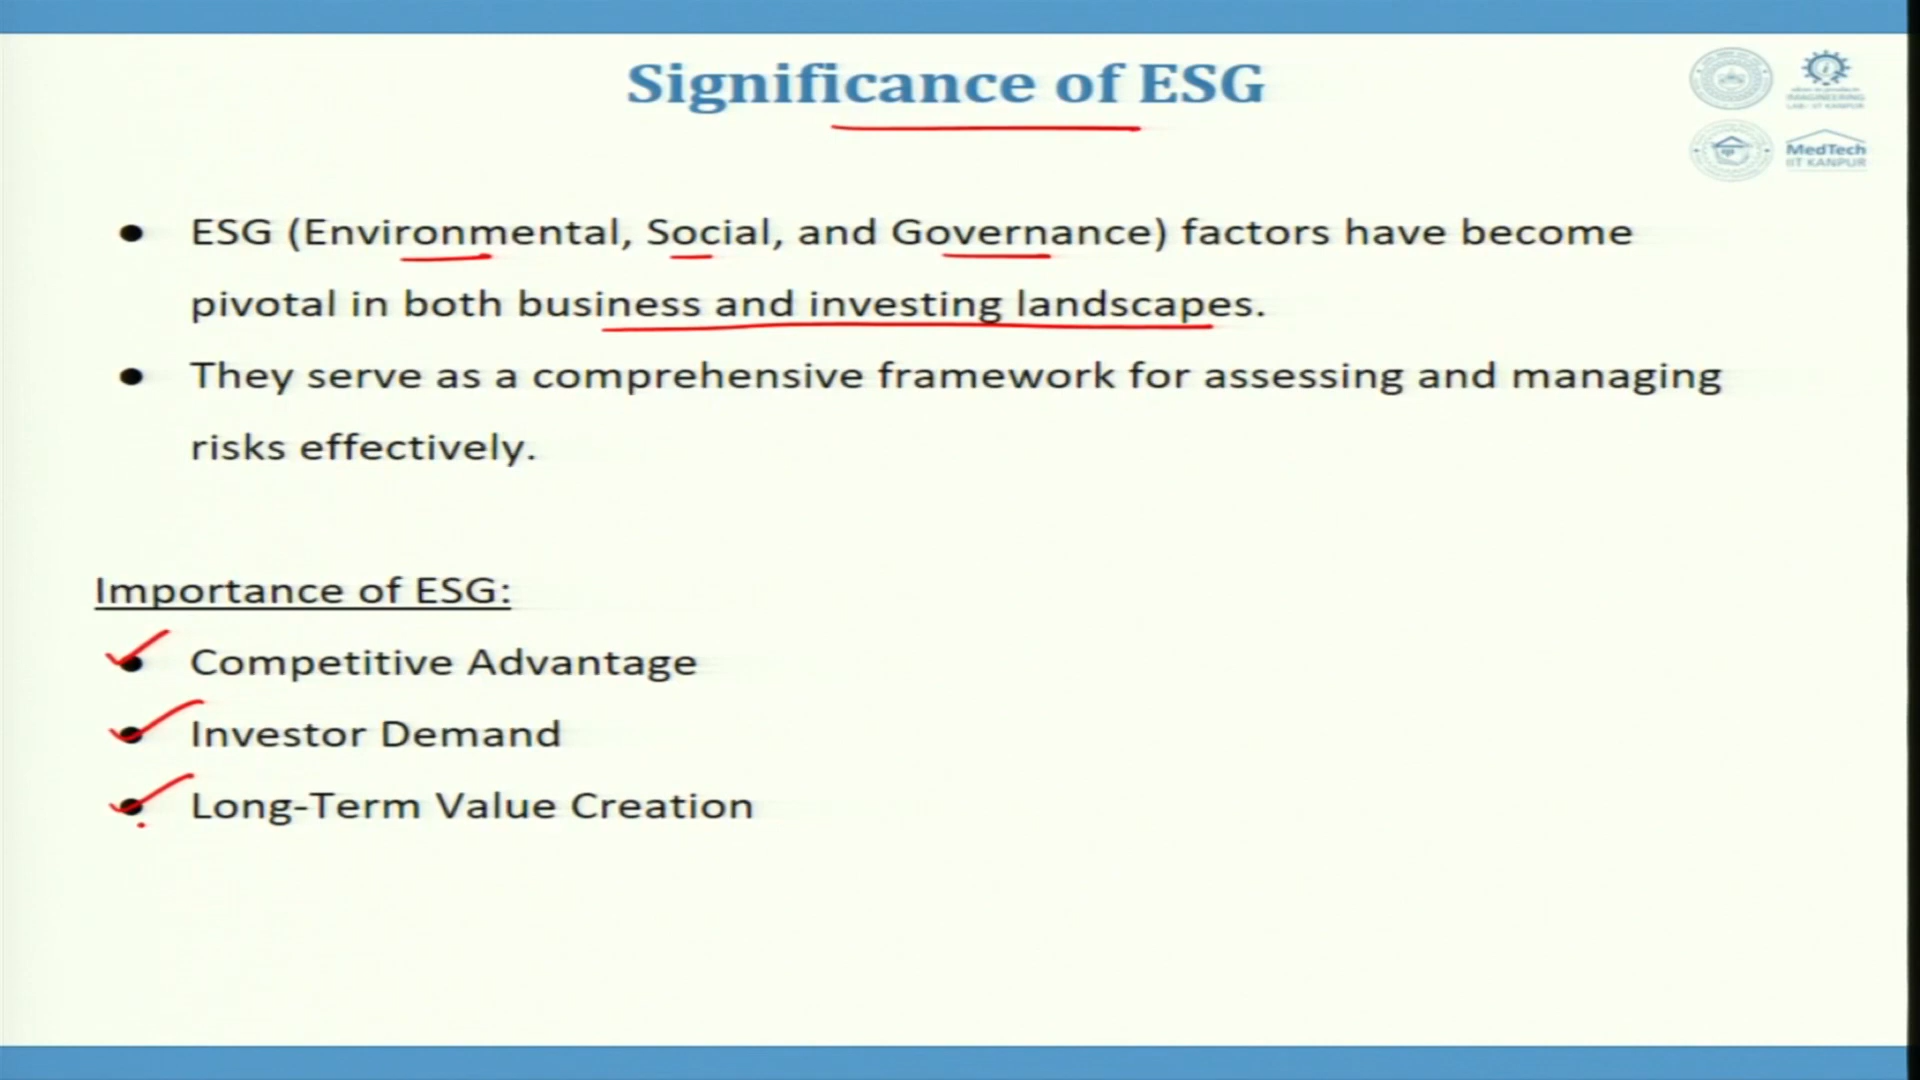 Significance of ESG
MedTech
IIT KANPUR
● ESG (Environmental, Social, and Governance) factors have become
pivotal in both business and investing landscapes.
● They serve as a comprehensive framework for assessing and managing
risks effectively.
Importance of ESG:
● Competitive Advantage
● Investor Demand
● Long-Term Value Creation